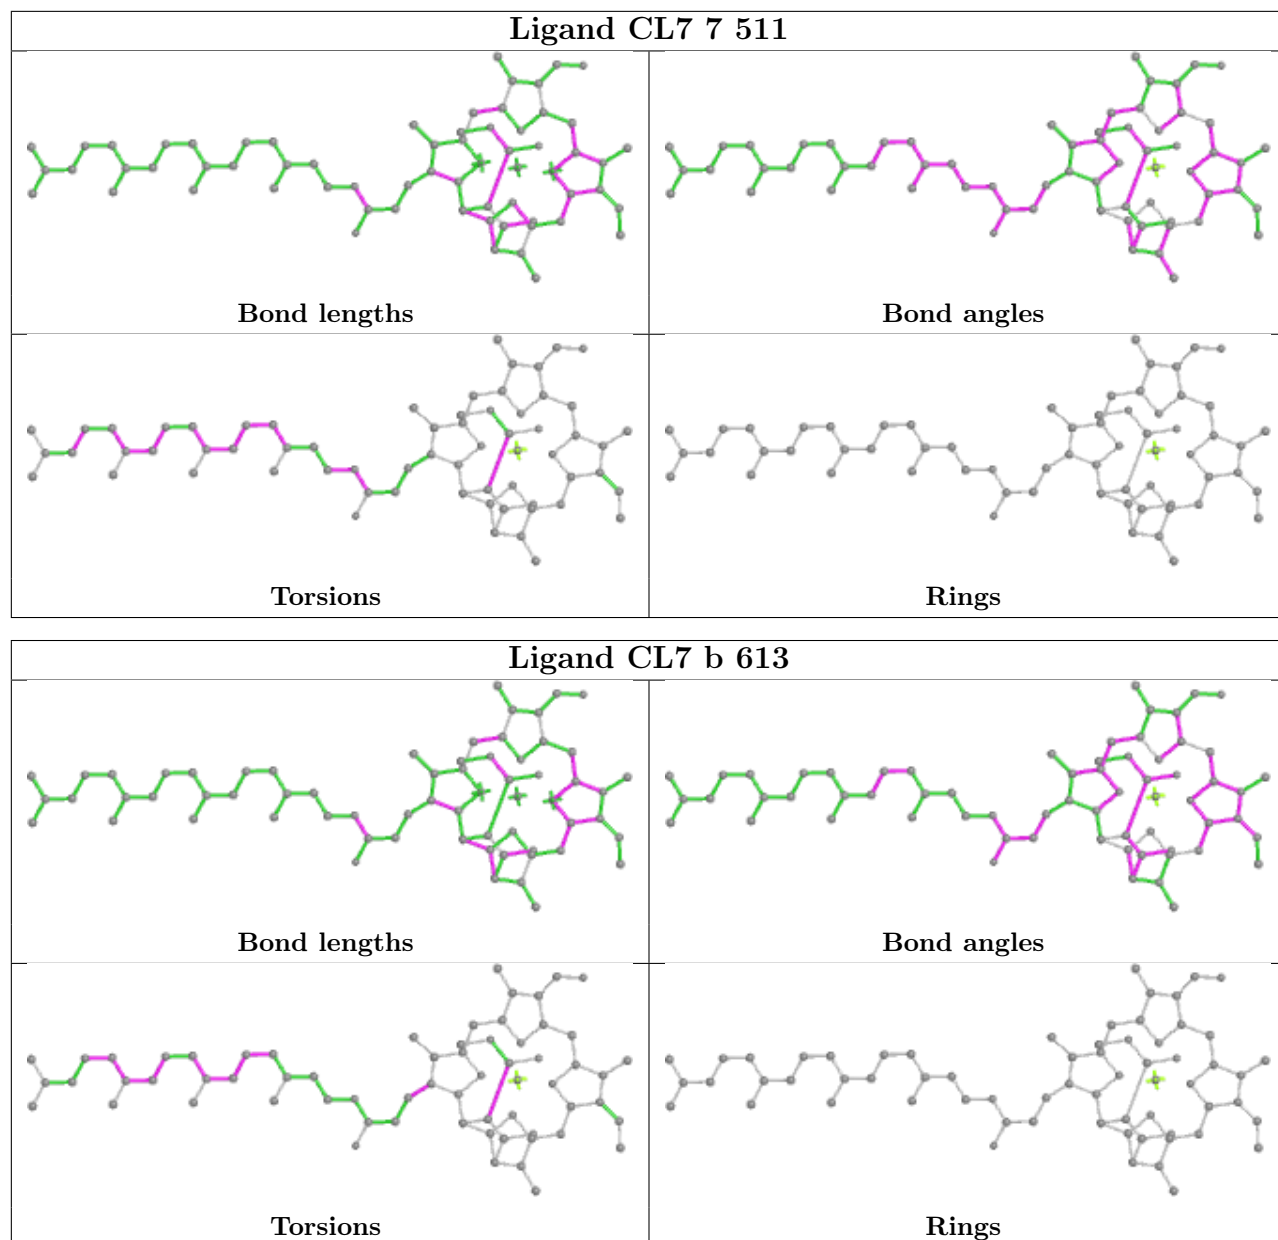 Ligand CL7 7 511
Bond lengths
Bond angles
Torsions
Rings
Ligand CL7 b 613
Bond lengths
Bond angles
Torsions
Rings